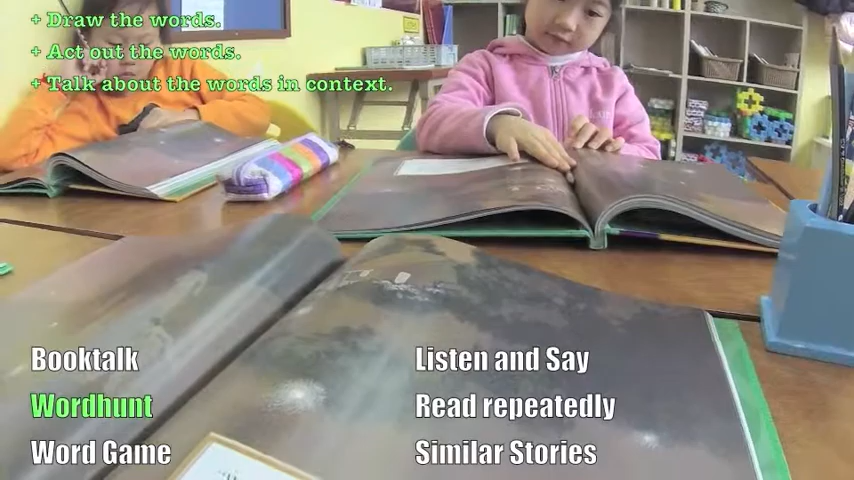 + Draw the words.
+ Act out the words.
+ Talk about the words in context.
Booktalk
Wordhunt
Word Game
Listen and Say
Read repeatedly
Similar Stories